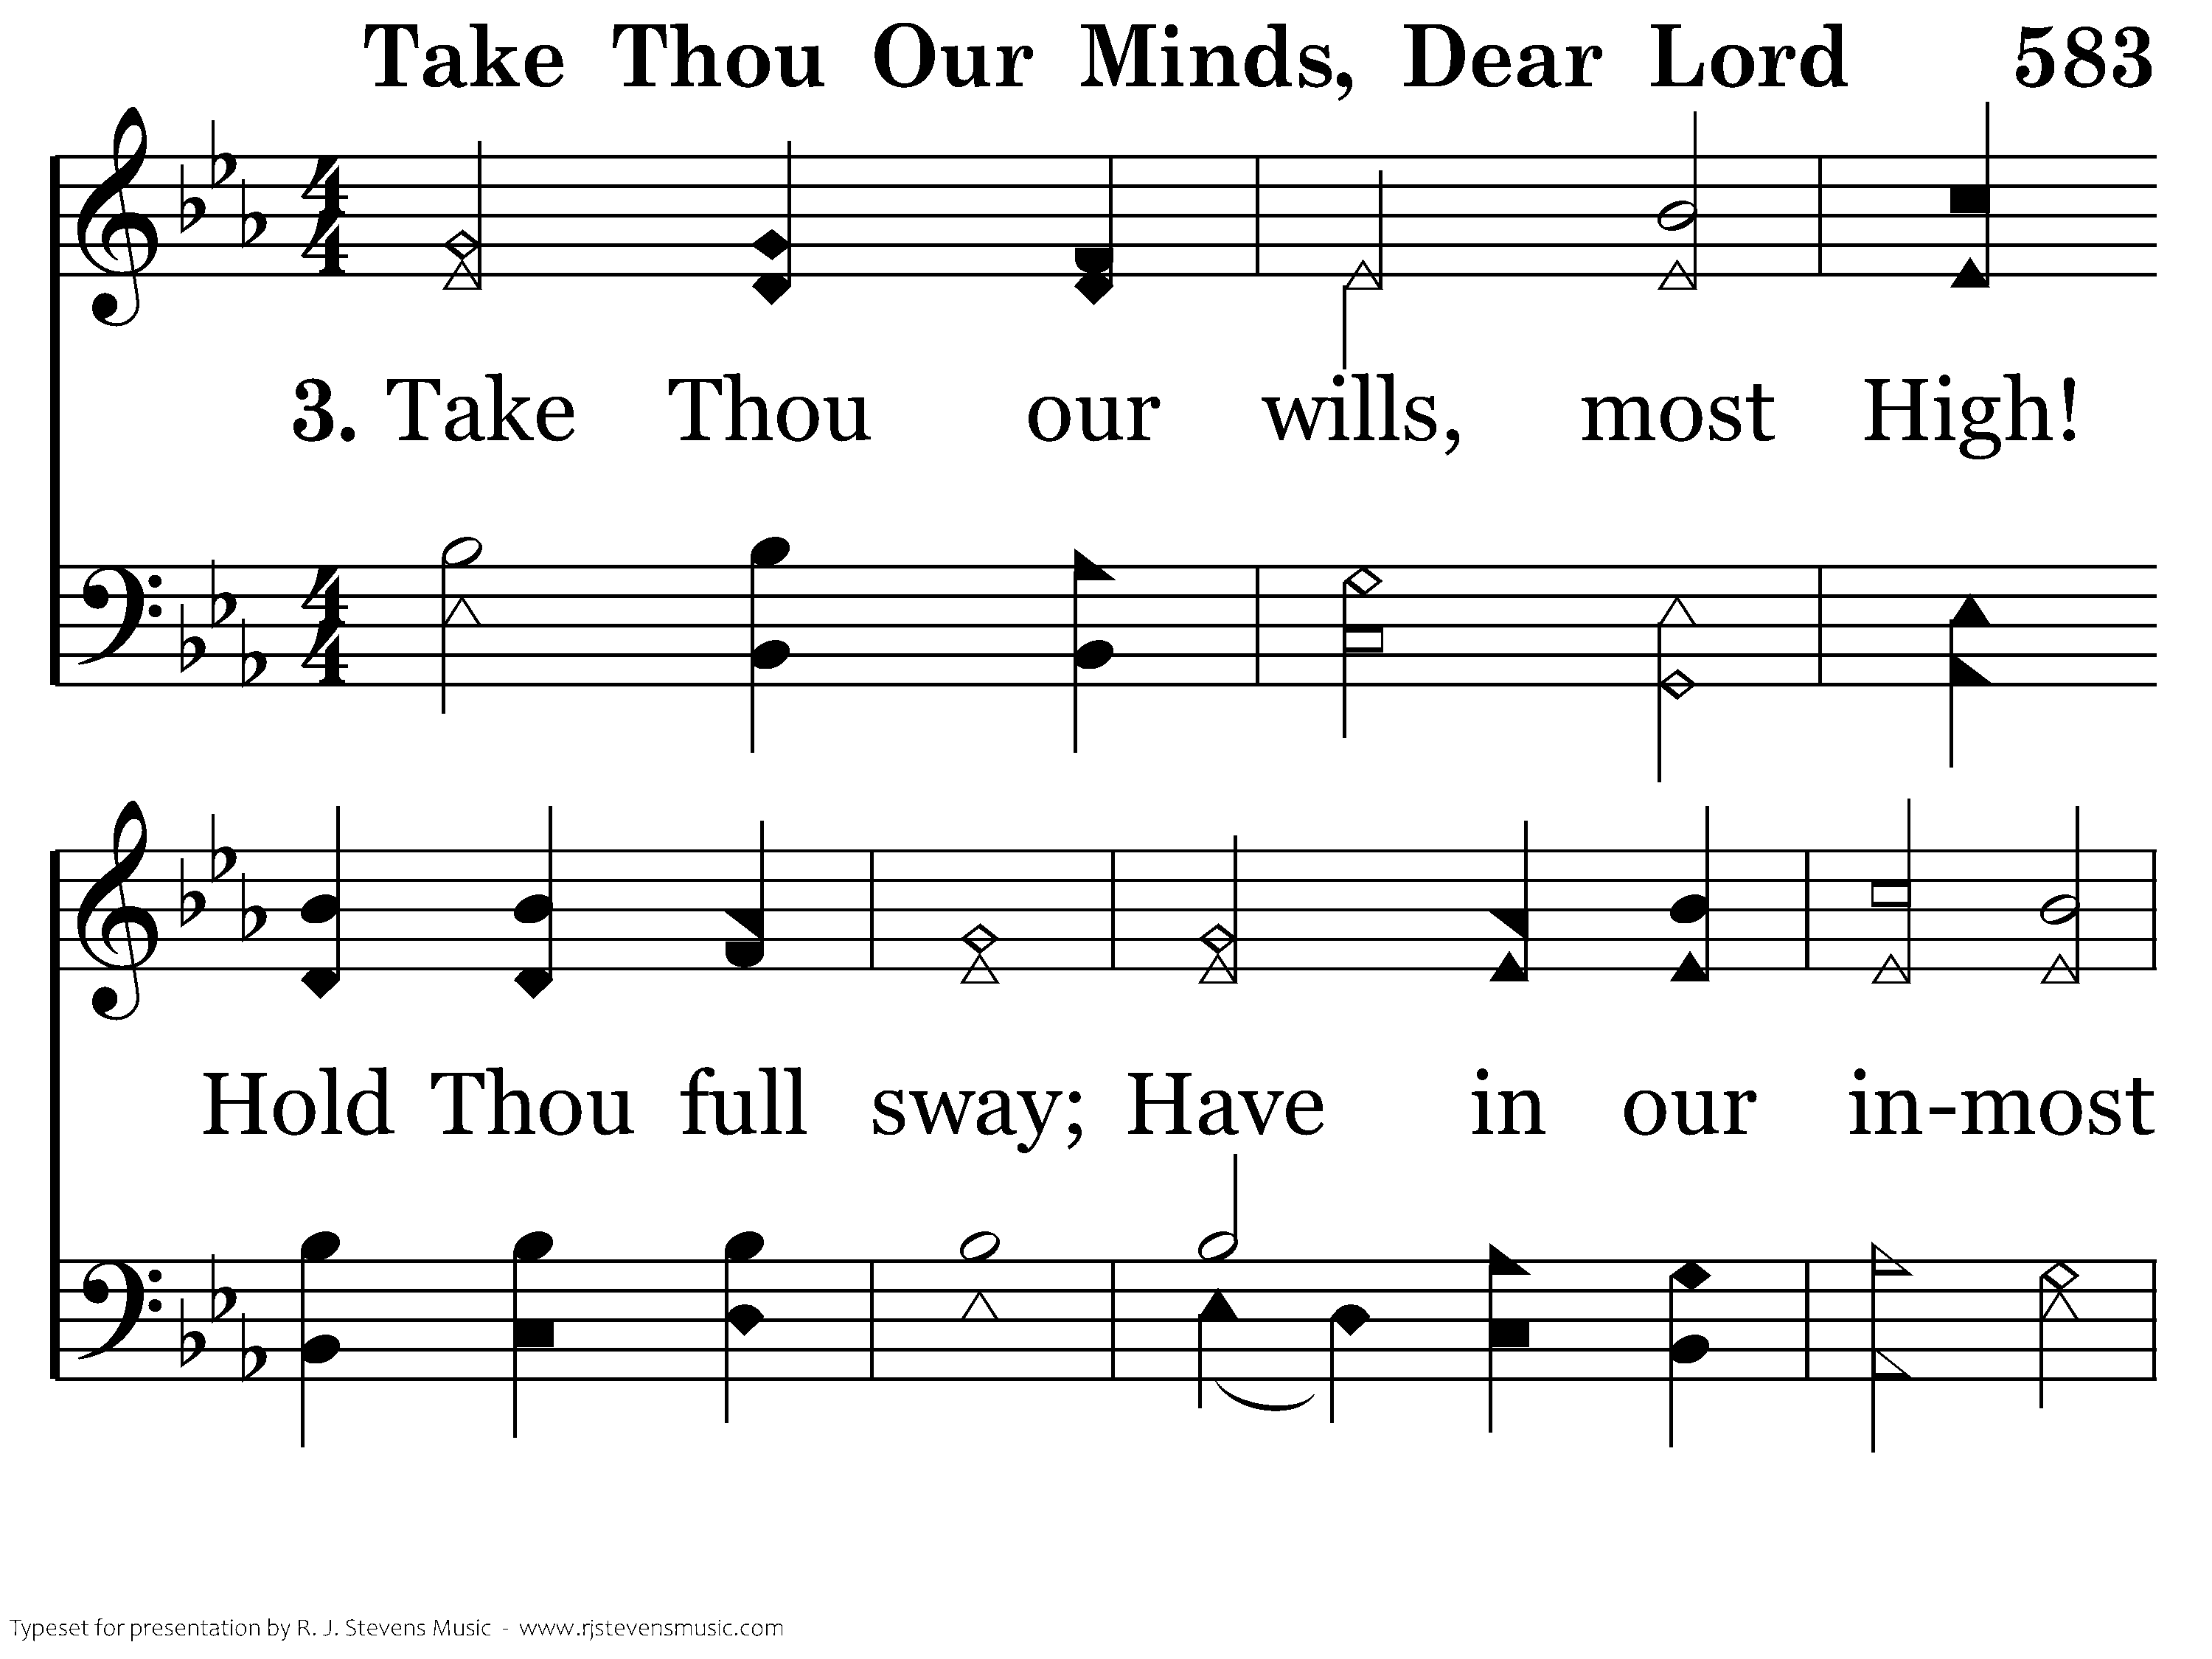 Take Thou Our Minds, Dear Lord 583
3. Take Thou our wills, most High!
Hold Thou full sway; Have in our in-most
Typeset for presentation by R. J. Stevens Music - www.rjstevensmusic.com